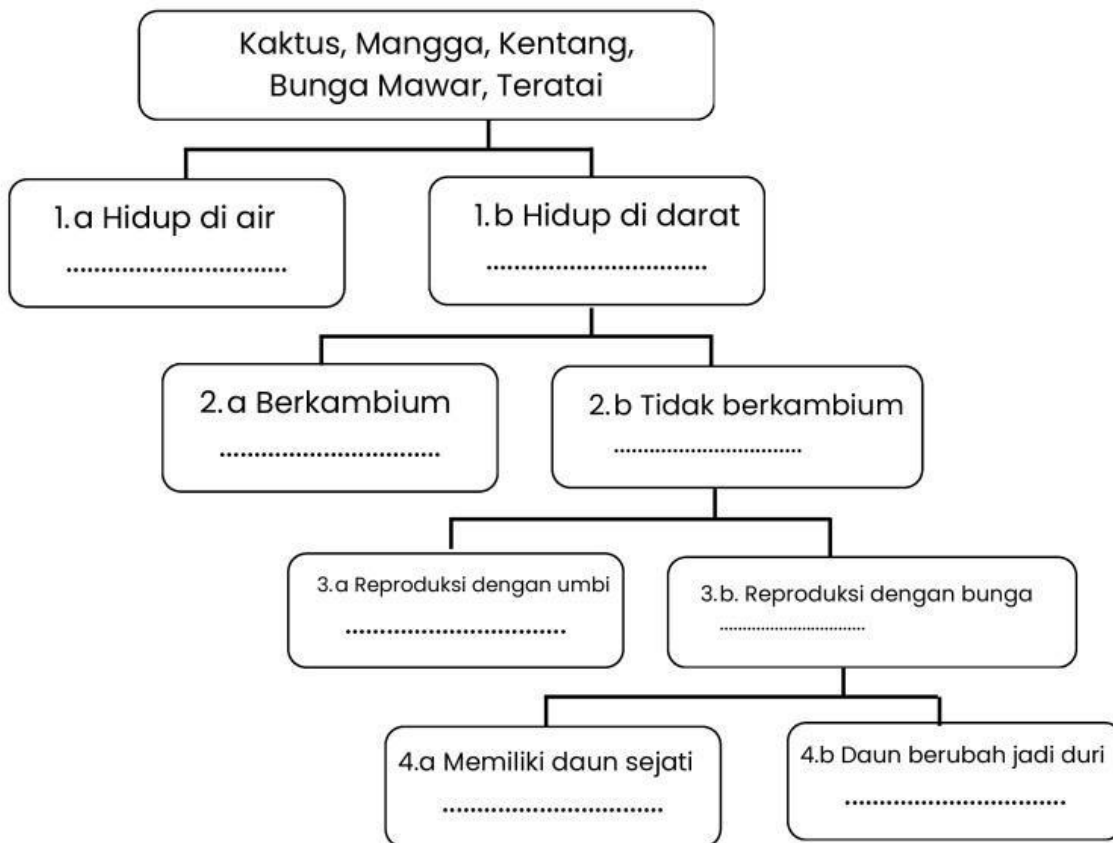 Kaktus, Mangga, Kentang,
Bunga Mawar, Teratai
1.a Hidup di air
................................
1.b Hidup di darat
................................
2.a Berkambium
................................
2.b Tidak berkambium
................................
3.a Reproduksi dengan umbi
................................
3.b. Reproduksi dengan bunga
................................
4.a Memiliki daun sejati
................................
4.b Daun berubah jadi duri
................................